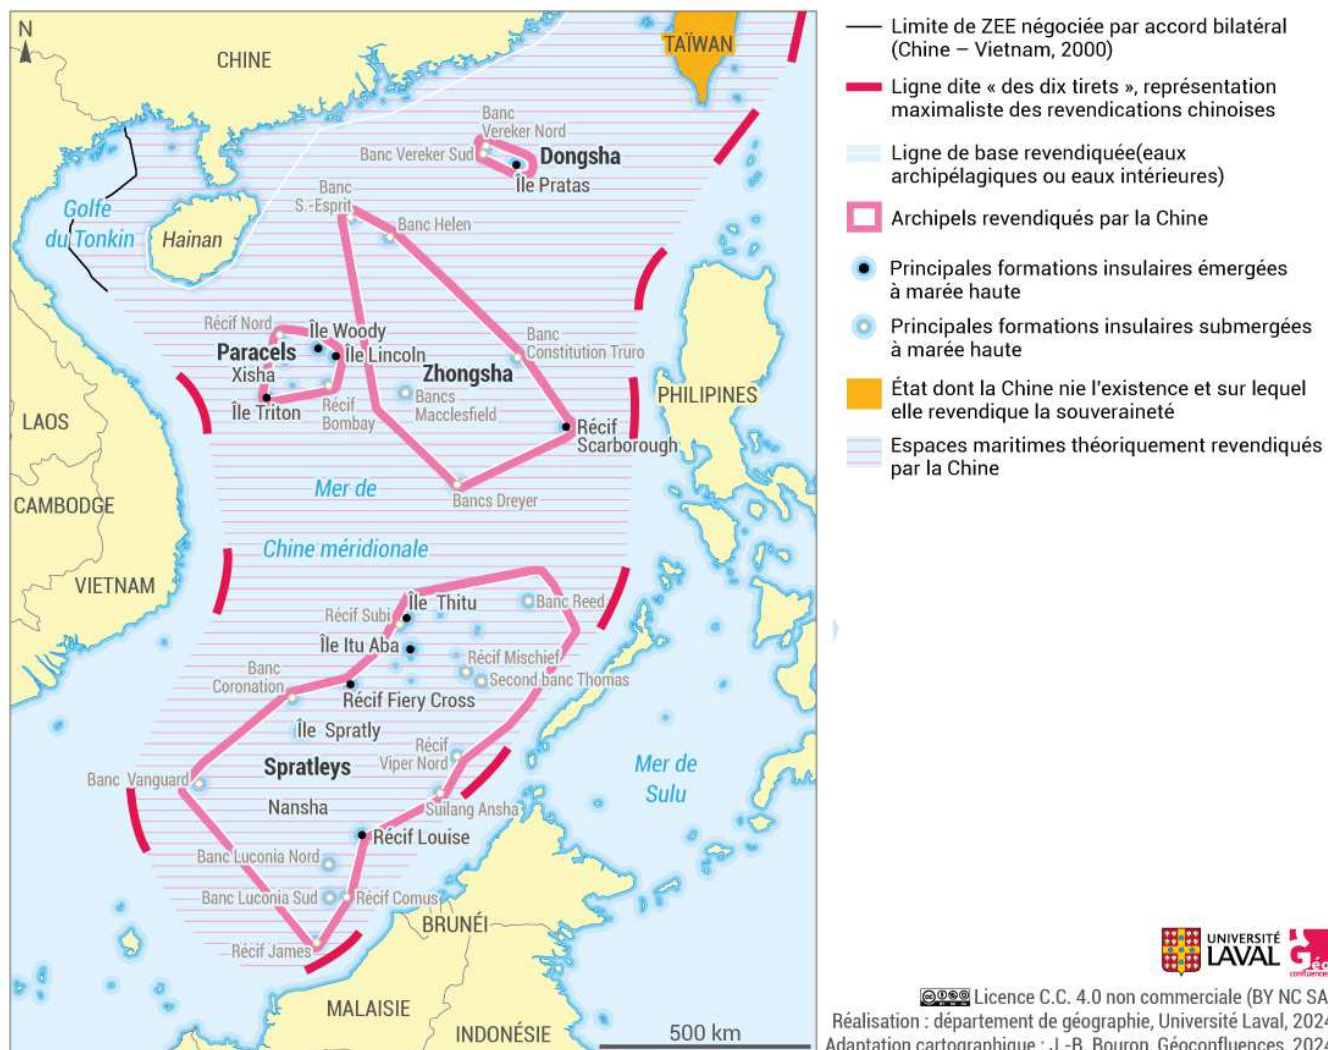 N
CHINE
TAÏWAN
Banc
Vereker Nord
Banc Vereker Sud
Dongsha
Île Pratas
Golfe
du Tonkin
Hainan
Banc
S.-Esprit
Banc Helen
Récif Nord
Île Woody
Paracels
Île Lincoln
Xisha
Île Triton
Récif
Bombay
Zhongsha
Bancs
Macclesfield
Banc
Constitution Truro
Récif
Scarborough
PHILIPINES
LAOS
CAMBODGE
VIETNAM
Mer de
Chine méridionale
Bancs Dreyer
Île Thitu
Récif Subi
Banc Reed
Île Itu Aba
Récif Mischief
Second banc Thomas
Banc
Coronation
Récif Fiery Cross
Île Spratly
Récif
Viper Nord
Spratleys
Banc Vanguard
Nansha
Suilang Ansha
Mer de
Sulu
Récif Louise
Banc Luconia Nord
Banc Luconia Sud
Récif Comus
Récif James
BRUNÉI
MALAISIE
INDONÉSIE
500 km
Limite de ZEE négociée par accord bilatéral
(Chine – Vietnam, 2000)
Ligne dite « des dix tirets », représentation
maximaliste des revendications chinoises
Ligne de base revendiquée(eaux
archipélagiques ou eaux intérieures)
Archipels revendiqués par la Chine
Principales formations insulaires émergées
à marée haute
Principales formations insulaires submergées
à marée haute
État dont la Chine nie l'existence et sur lequel
elle revendique la souveraineté
Espaces maritimes théoriquement revendiqués
par la Chine
UNIVERSITÉ
LAVAL
Géo
confluences
Licence C.C. 4.0 non commerciale (BY NC SA
Réalisation : département de géographie, Université Laval, 2024
Adaptation cartographique : J.-B. Bouron, Géoconfluences, 2024